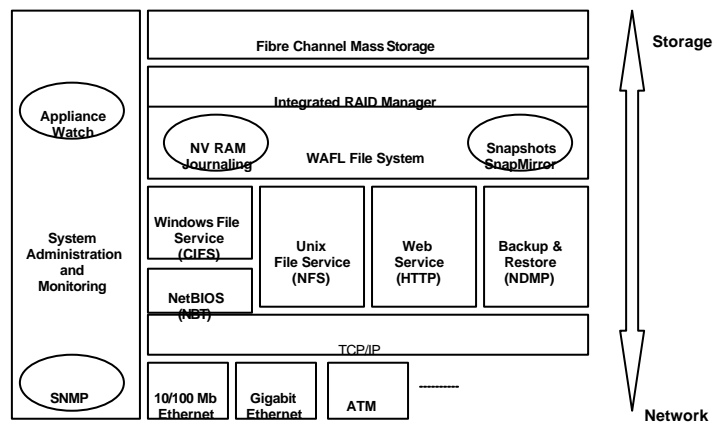 Fibre Channel Mass Storage
Storage
Integrated RAID Manager
Appliance
Watch
NV RAM
Journaling
WAFL File System
Snapshots
SnapMirror
System
Administration
and
Monitoring
Windows File
Service
(CIFS)
Unix
File Service
(NFS)
Web
Service
(HTTP)
Backup &
Restore
(NDMP)
NetBIOS
(NBT)
TCP/IP
SNMP
10/100 Mb
Ethernet
Gigabit
Ethernet
ATM
----------
Network